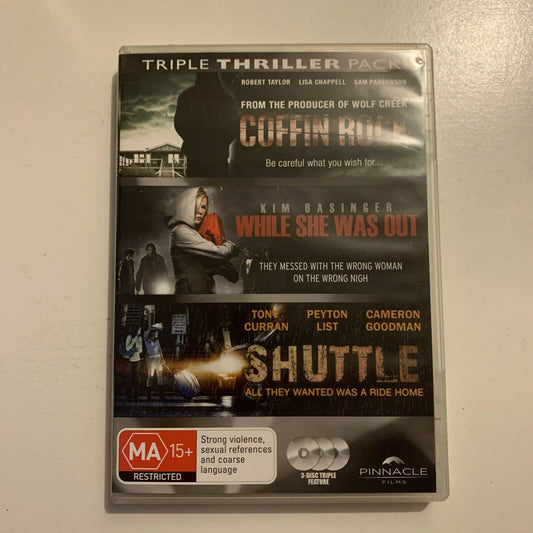 TRIPLE THRILLER PACK
ROBERT TAYLOR LISA CHAPPELL SAM PARSONSON
FROM THE PRODUCER OF WOLF CREEK
COFFIN ROCK
Be careful what you wish for...
KIM BASINGER
WHILE SHE WAS OUT
THEY MESSED WITH THE WRONG WOMAN
ON THE WRONG NIGH
TONY PEYTON CAMERON
CURRAN LIST GOODMAN
SHUTTLE
ALL THEY WANTED WAS A RIDE HOME
MA 15+
RESTRICTED
Strong violence,
sexual references
and coarse
language
3-DISC TRIPLE
FEATURE
PINNACLE
FILMS